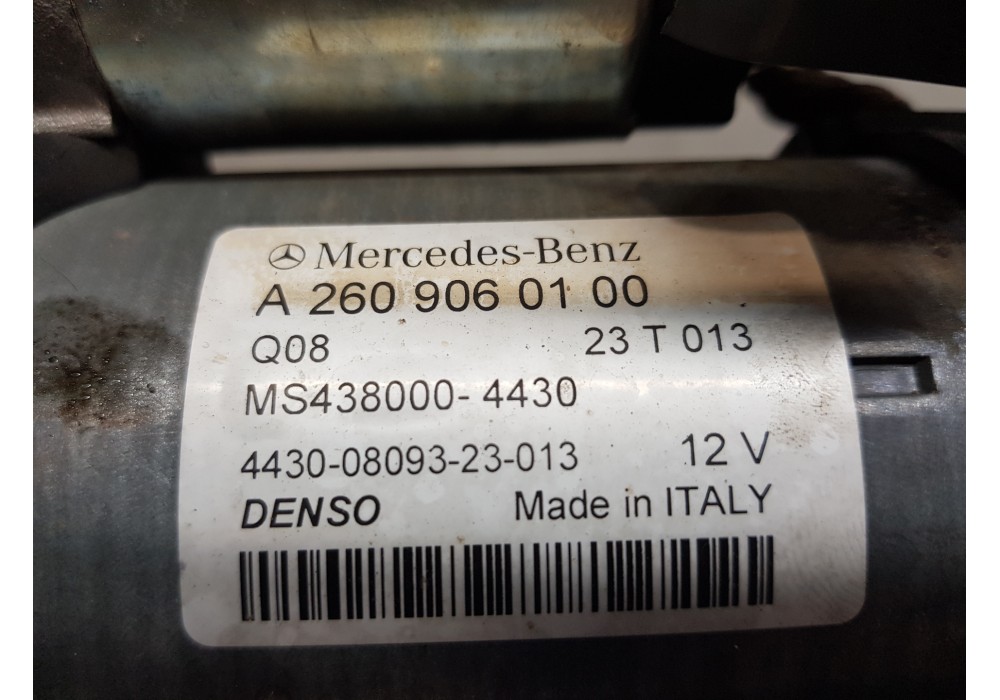 Mercedes-Benz
A 260 906 01 00
Q08 23 T 013
MS438000-4430
4430-08093-23-013 12 V
DENSO Made in ITALY